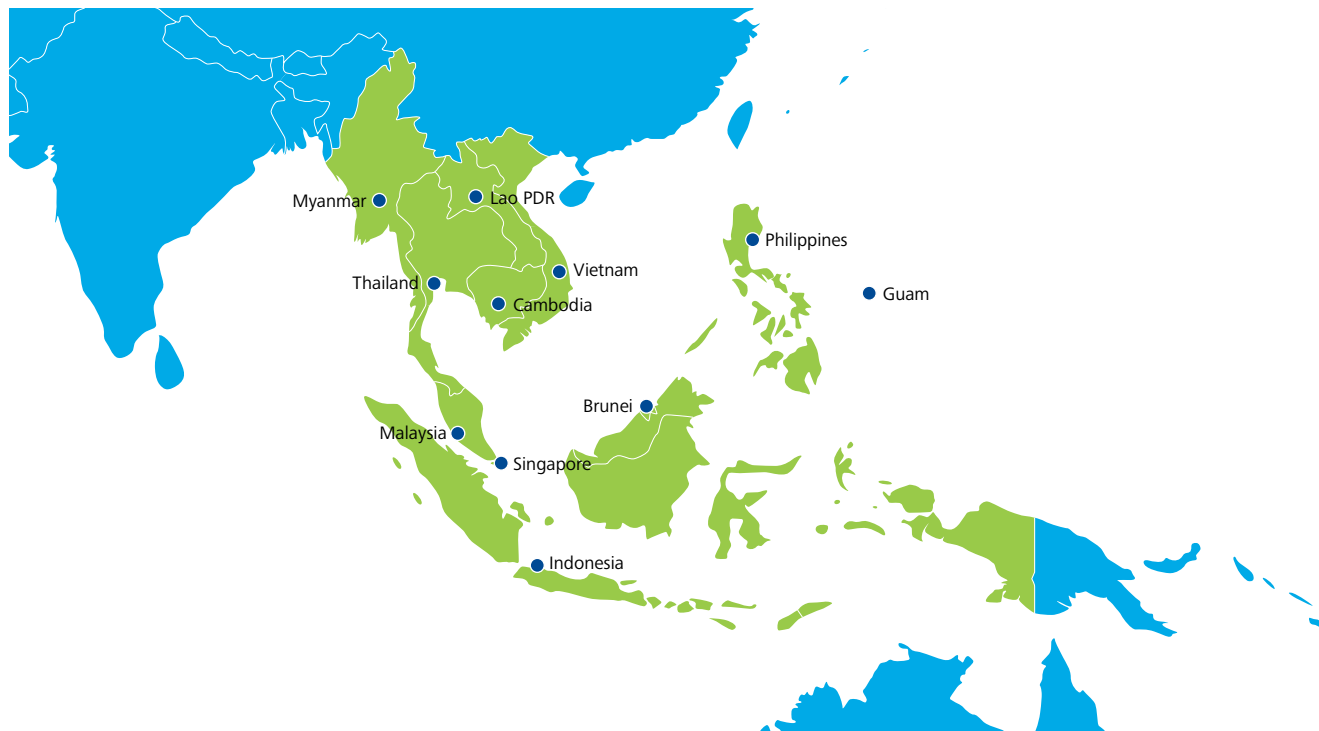 Myanmar
Lao PDR
Philippines
Vietnam
Thailand
Guam
Cambodia
Brunei
Malaysia
Singapore
Indonesia